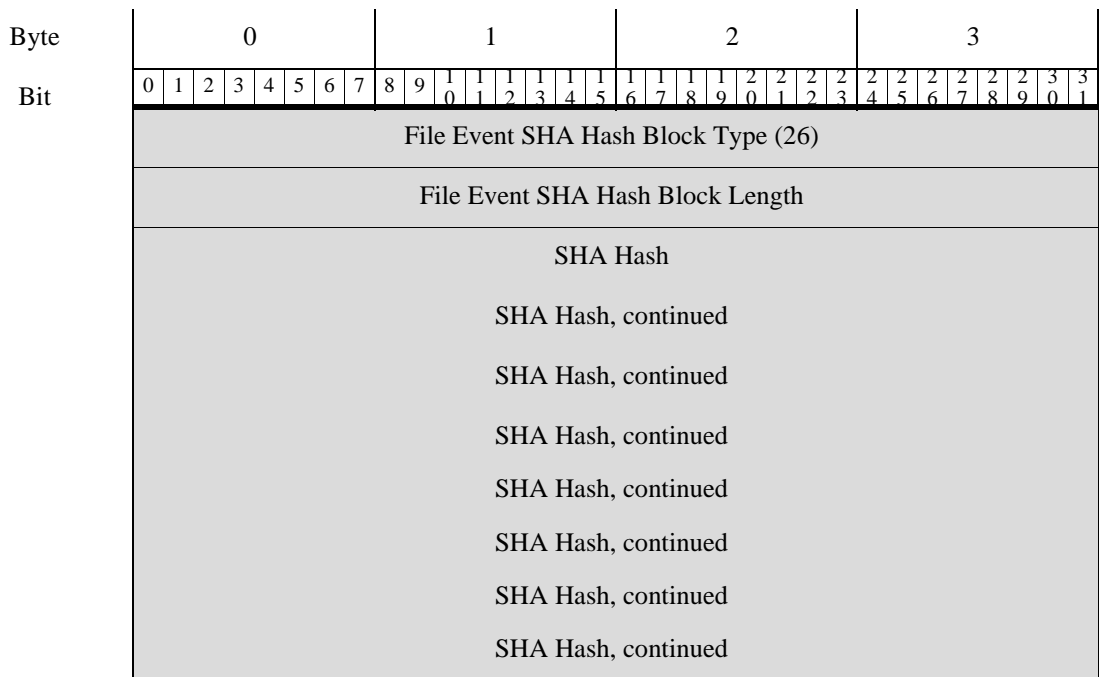 Byte 0 1 2 3
Bit 0 1 2 3 4 5 6 7 8 9 10 11 12 13 14 15 16 17 18 19 20 21 22 23 24 25 26 27 28 29 30 31
File Event SHA Hash Block Type (26)
File Event SHA Hash Block Length
SHA Hash
SHA Hash, continued
SHA Hash, continued
SHA Hash, continued
SHA Hash, continued
SHA Hash, continued
SHA Hash, continued
SHA Hash, continued